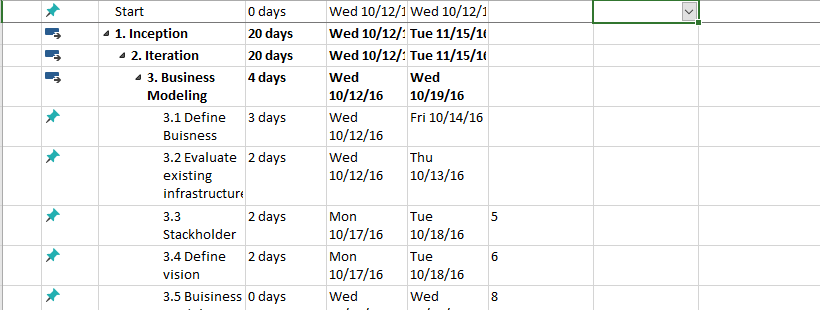 Start 0 days Wed 10/12/1 Wed 10/12/1
1. Inception 20 days Wed 10/12/1 Tue 11/15/16
2. Iteration 20 days Wed 10/12/1 Tue 11/15/16
3. Business 4 days Wed Wed
Modeling 10/12/16 10/19/16
3.1 Define 3 days Wed Fri 10/14/16
Buisness 10/12/16
3.2 Evaluate 2 days Wed Thu
existing 10/12/16 10/13/16
infrastructure
3.3 2 days Mon Tue 5
Stackholder 10/17/16 10/18/16
3.4 Define 2 days Mon Tue 6
vision 10/17/16 10/18/16
3.5 Buisiness 0 days Wed Wed 8